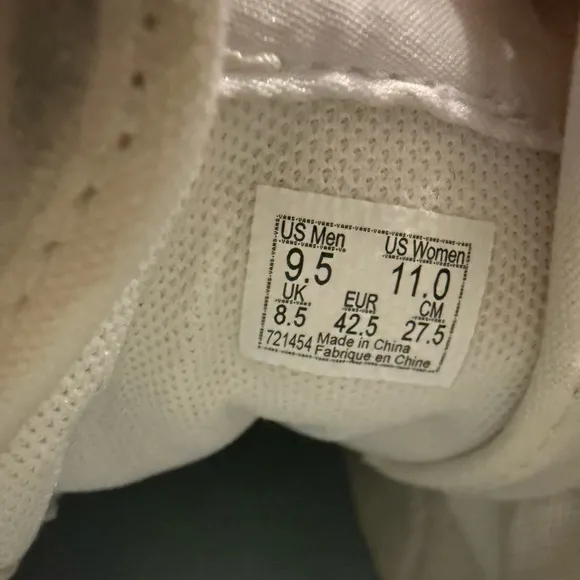 US Men US Women
9.5 11.0
UK EUR CM
8.5 42.5 27.5
721454 Made in China
Fabrique en Chine